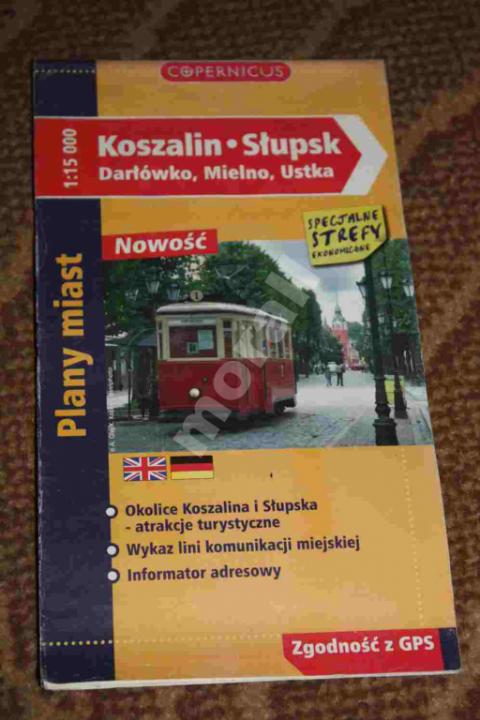 COPERNICUS
1:15 000
Koszalin • Słupsk
Darłówko, Mielno, Ustka
SPECJALNE
STREFY
EKONOMICZNE
Nowość
Plany miast
1
Okolice Koszalina i Słupska
- atrakcje turystyczne
Wykaz lini komunikacji miejskiej
Informator adresowy
Zgodność z GPS